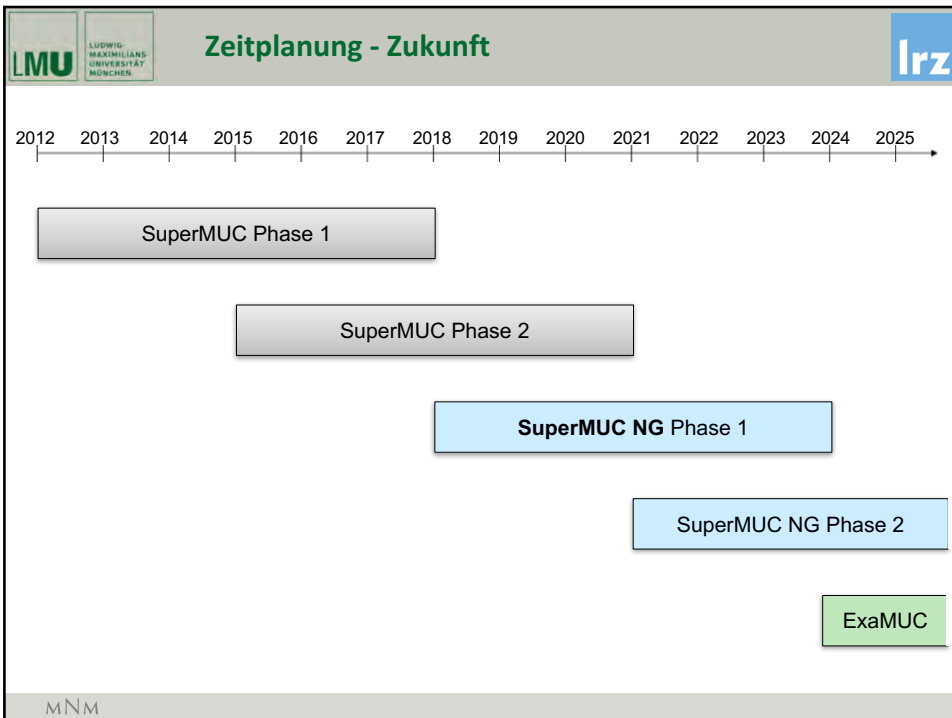 LMU
LUDWIG-
MAXIMILIANS
UNIVERSITÄT
MÜNCHEN
Zeitplanung - Zukunft
lrz
2012 2013 2014 2015 2016 2017 2018 2019 2020 2021 2022 2023 2024 2025
SuperMUC Phase 1
SuperMUC Phase 2
SuperMUC NG Phase 1
SuperMUC NG Phase 2
ExaMUC
MNM